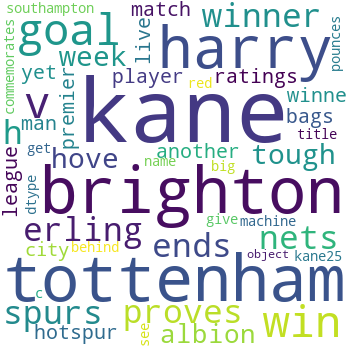 southampton
match
winner
goal
harry
commemorates
week
live
pounces
yet
player
ratings
v
premier
red
winne
h
man
kane
bags
hove
another
title
league
get
tough
dtype
name
big
brighton
erling
give
machine
city
ends
nets
behind
object
kane25
tottenham
c
spurs
proves
win
hotspur
see
albion